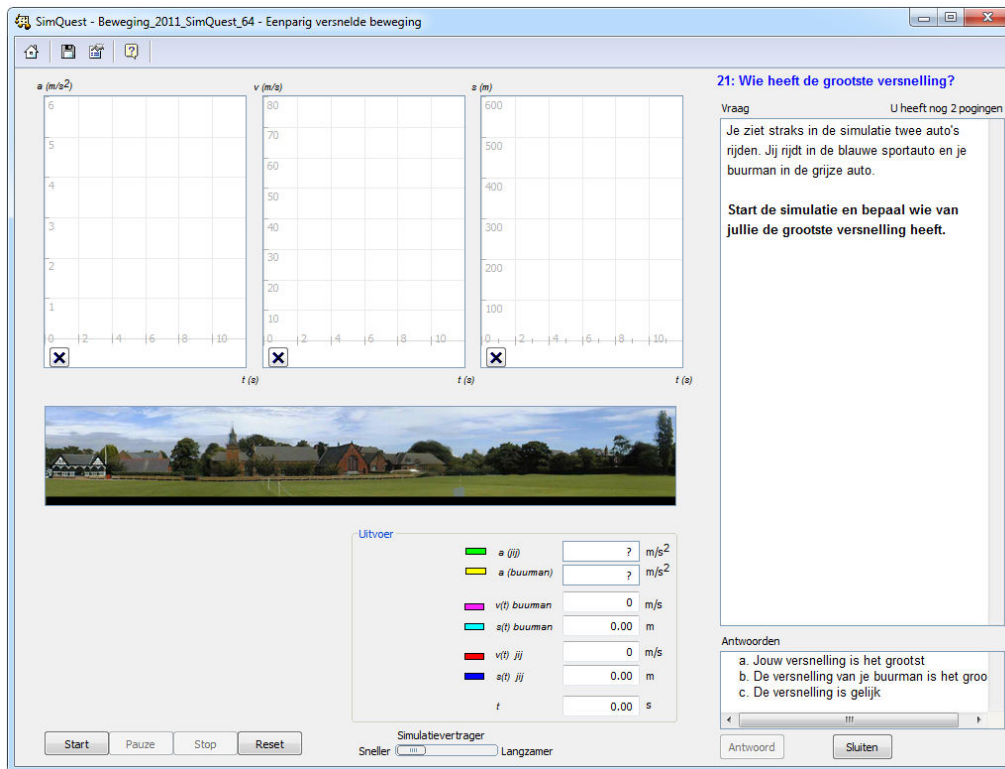 SimQuest - Beweging_2011_SimQuest_64 - Eenparig versnelde beweging
a (m/s2)
6
5
4
3
2
1
0 2 4 6 8 10
t (s)
v (m/s)
80
70
60
50
40
30
20
10
0 2 4 6 8 10
t (s)
s (m)
600
500
400
300
200
100
0 2 4 6 8 10
t (s)
Uitvoer
a (jij) ? m/s2
a (buurman) ? m/s2
v(t) buurman 0 m/s
s(t) buurman 0.00 m
v(t) jij 0 m/s
s(t) jij 0.00 m
t 0.00 s
Start Pauze Stop Reset
Simulatievertrager
Sneller Langzamer
21: Wie heeft de grootste versnelling?
Vraag U heeft nog 2 pogingen
Je ziet straks in de simulatie twee auto's
rijden. Jij rijdt in de blauwe sportauto en je
buurman in de grijze auto.
Start de simulatie en bepaal wie van
jullie de grootste versnelling heeft.
Antwoorden
a. Jouw versnelling is het grootst
b. De versnelling van je buurman is het groo
c. De versnelling is gelijk
Antwoord Sluiten